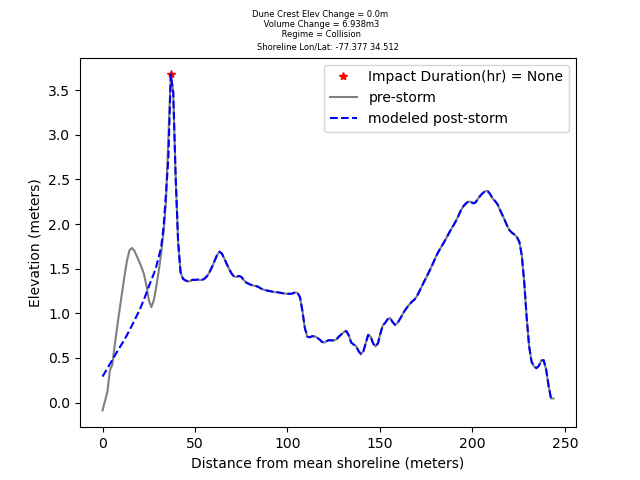 Dune Crest Elev Change = 0.0m
Volume Change = 6.938m3
Regime = Collision
Shoreline Lon/Lat: -77.377 34.512
Impact Duration(hr) = None
pre-storm
modeled post-storm
Elevation (meters)
3.5
3.0
2.5
2.0
1.5
1.0
0.5
0.0
0 50 100 150 200 250
Distance from mean shoreline (meters)